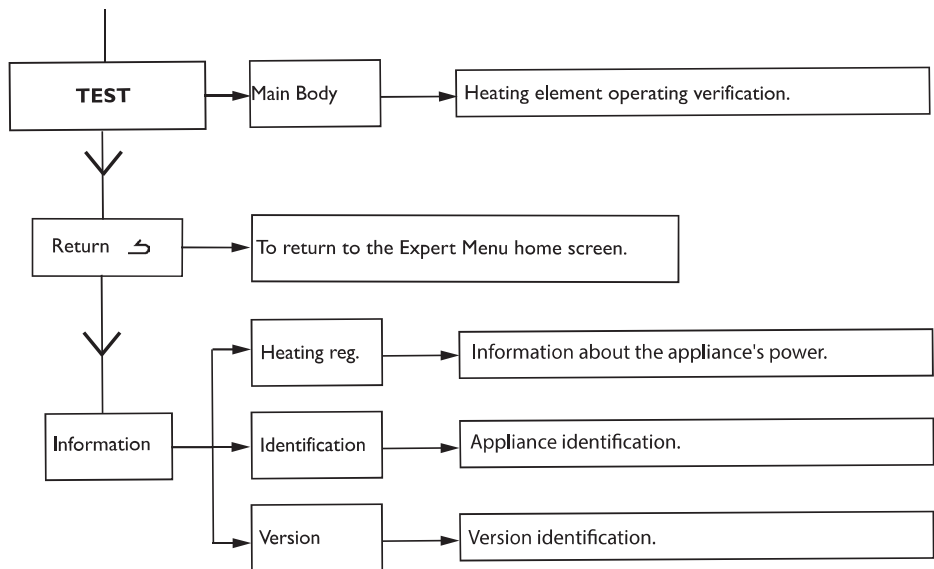 TEST
Main Body
Heating element operating verification.
Return
To return to the Expert Menu home screen.
Heating reg.
Information about the appliance's power.
Information
Identification
Appliance identification.
Version
Version identification.